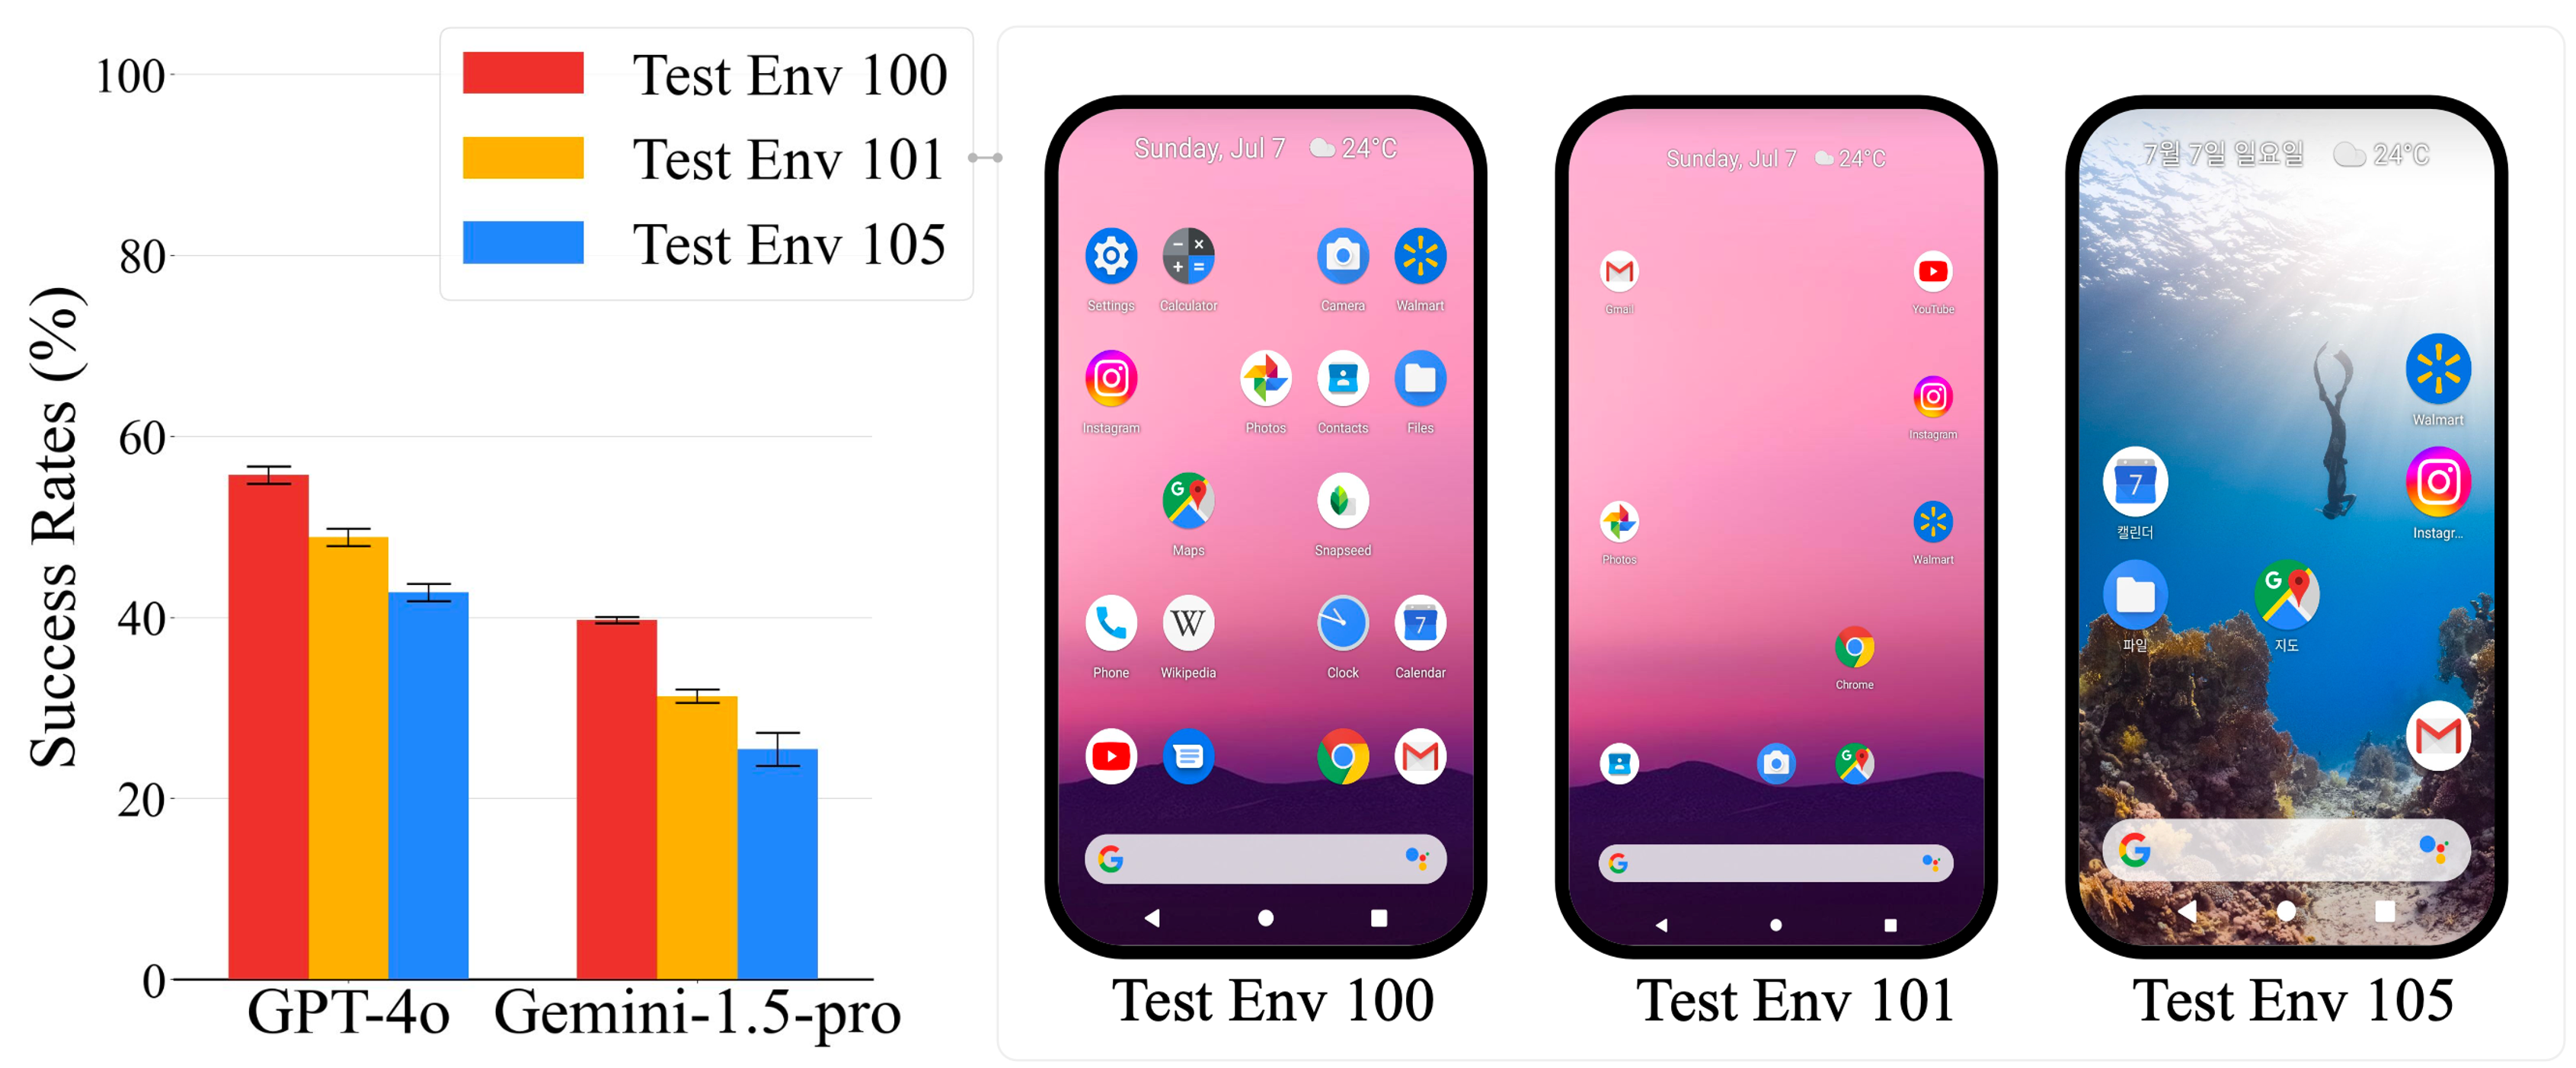 Success Rates (%)
100
80
60
40
20
0
GPT-4o
Gemini-1.5-pro
Test Env 100
Test Env 101
Test Env 105
Sunday, Jul 7 24°C
Settings Calculator Camera Walmart
Instagram Photos Contacts Files
G
Maps Snapseed
W
7
Phone Wikipedia Clock Calendar
G
Test Env 100
Sunday, Jul 7 24°C
Gmail YouTube
Instagram
Photos Walmart
Chrome
G
G
Test Env 101
7월 7일 일요일 24°C
Walmart
7
캘린더 Instagr...
G
파일 지도
G
Test Env 105